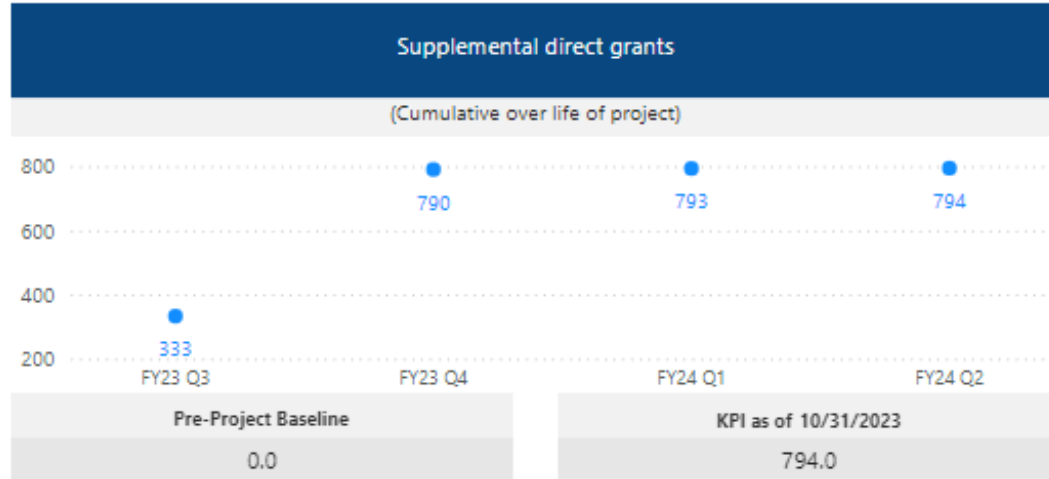 Supplemental direct grants
(Cumulative over life of project)
800
790
793
794
600
400
333
200
FY23 Q3
FY23 Q4
FY24 Q1
FY24 Q2
Pre-Project Baseline
KPI as of 10/31/2023
0.0
794.0